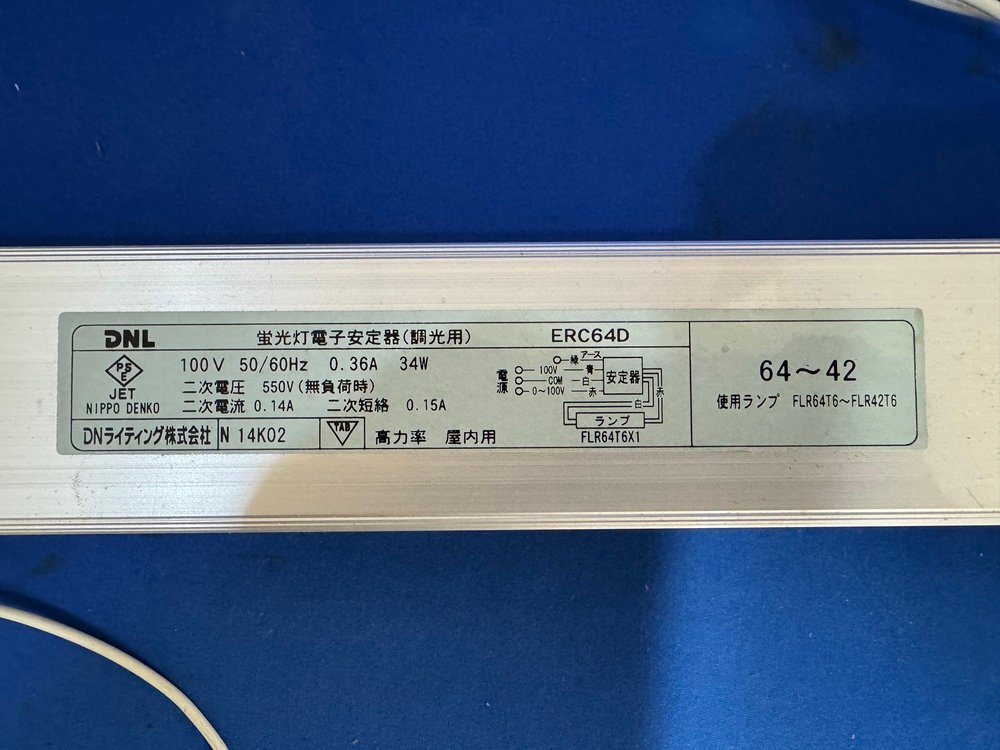 DNL 蛍光灯電子安定器(調光用) ERC64D
PSE
JET
NIPPO DENKO
100V 50/60Hz 0.36A 34W
二次電圧 550V(無負荷時)
二次電流 0.14A 二次短絡 0.15A
電源
緑 アース
100V 青
COM 白
0~100V 赤
安定器
白
赤
ランプ
FLR64T6X1
64~42
使用ランプ FLR64T6~FLR42T6
DNライティング株式会社 N 14K02 TAB 高力率 屋内用